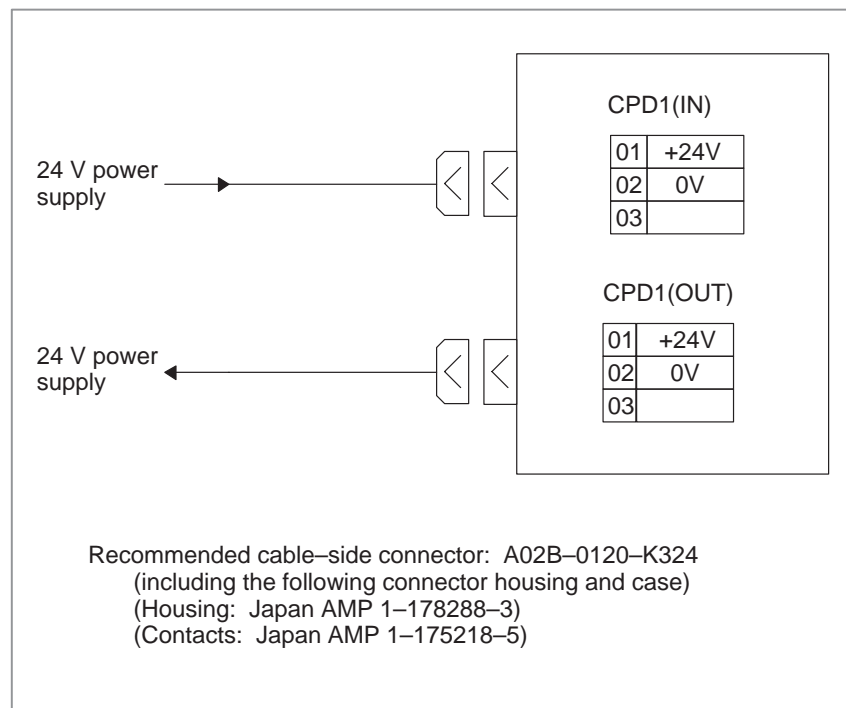 CPD1(IN)
01 +24V
02 0V
03
24 V power
supply
CPD1(OUT)
01 +24V
02 0V
03
24 V power
supply
Recommended cable–side connector: A02B–0120–K324
(including the following connector housing and case)
(Housing: Japan AMP 1–178288–3)
(Contacts: Japan AMP 1–175218–5)